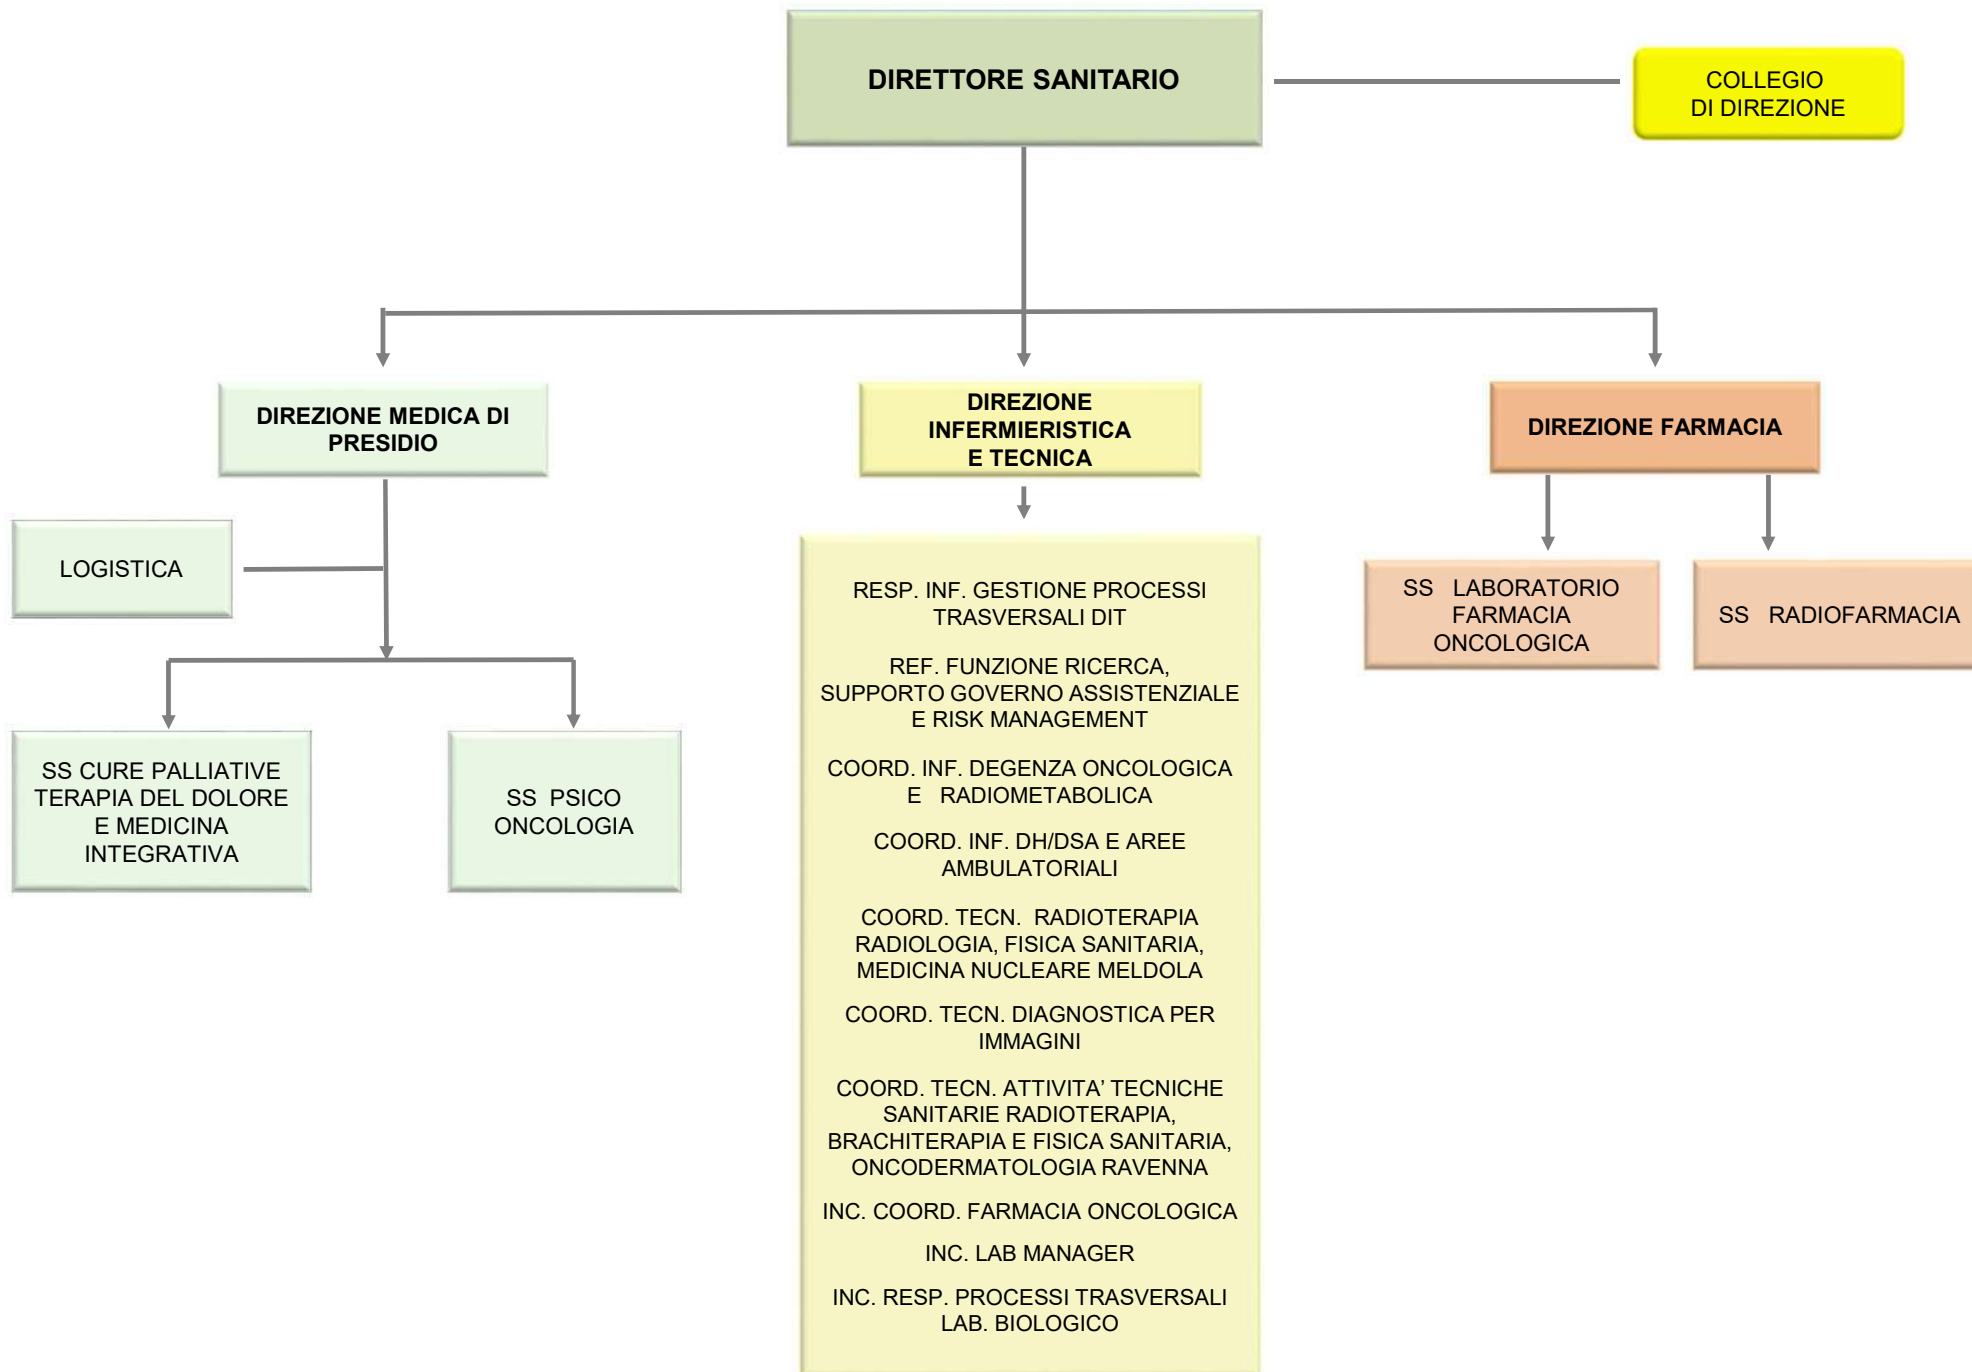 DIRETTORE SANITARIO
COLLEGIO
DI DIREZIONE
DIREZIONE MEDICA DI
PRESIDIO
DIREZIONE
INFERMIERISTICA
E TECNICA
DIREZIONE FARMACIA
LOGISTICA
SS CURE PALLIATIVE
TERAPIA DEL DOLORE
E MEDICINA
INTEGRATIVA
SS PSICO
ONCOLOGIA
RESP. INF. GESTIONE PROCESSI
TRASVERSALI DIT
REF. FUNZIONE RICERCA,
SUPPORTO GOVERNO ASSISTENZIALE
E RISK MANAGEMENT
COORD. INF. DEGENZA ONCOLOGICA
E RADIOMETABOLICA
COORD. INF. DH/DSA E AREE
AMBULATORIALI
COORD. TECN. RADIOTERAPIA
RADIOLOGIA, FISICA SANITARIA,
MEDICINA NUCLEARE MELDOLA
COORD. TECN. DIAGNOSTICA PER
IMMAGINI
COORD. TECN. ATTIVITA’ TECNICHE
SANITARIE RADIOTERAPIA,
BRACHITERAPIA E FISICA SANITARIA,
ONCODERMATOLOGIA RAVENNA
INC. COORD. FARMACIA ONCOLOGICA
INC. LAB MANAGER
INC. RESP. PROCESSI TRASVERSALI
LAB. BIOLOGICO
SS LABORATORIO
FARMACIA
ONCOLOGICA
SS RADIOFARMACIA